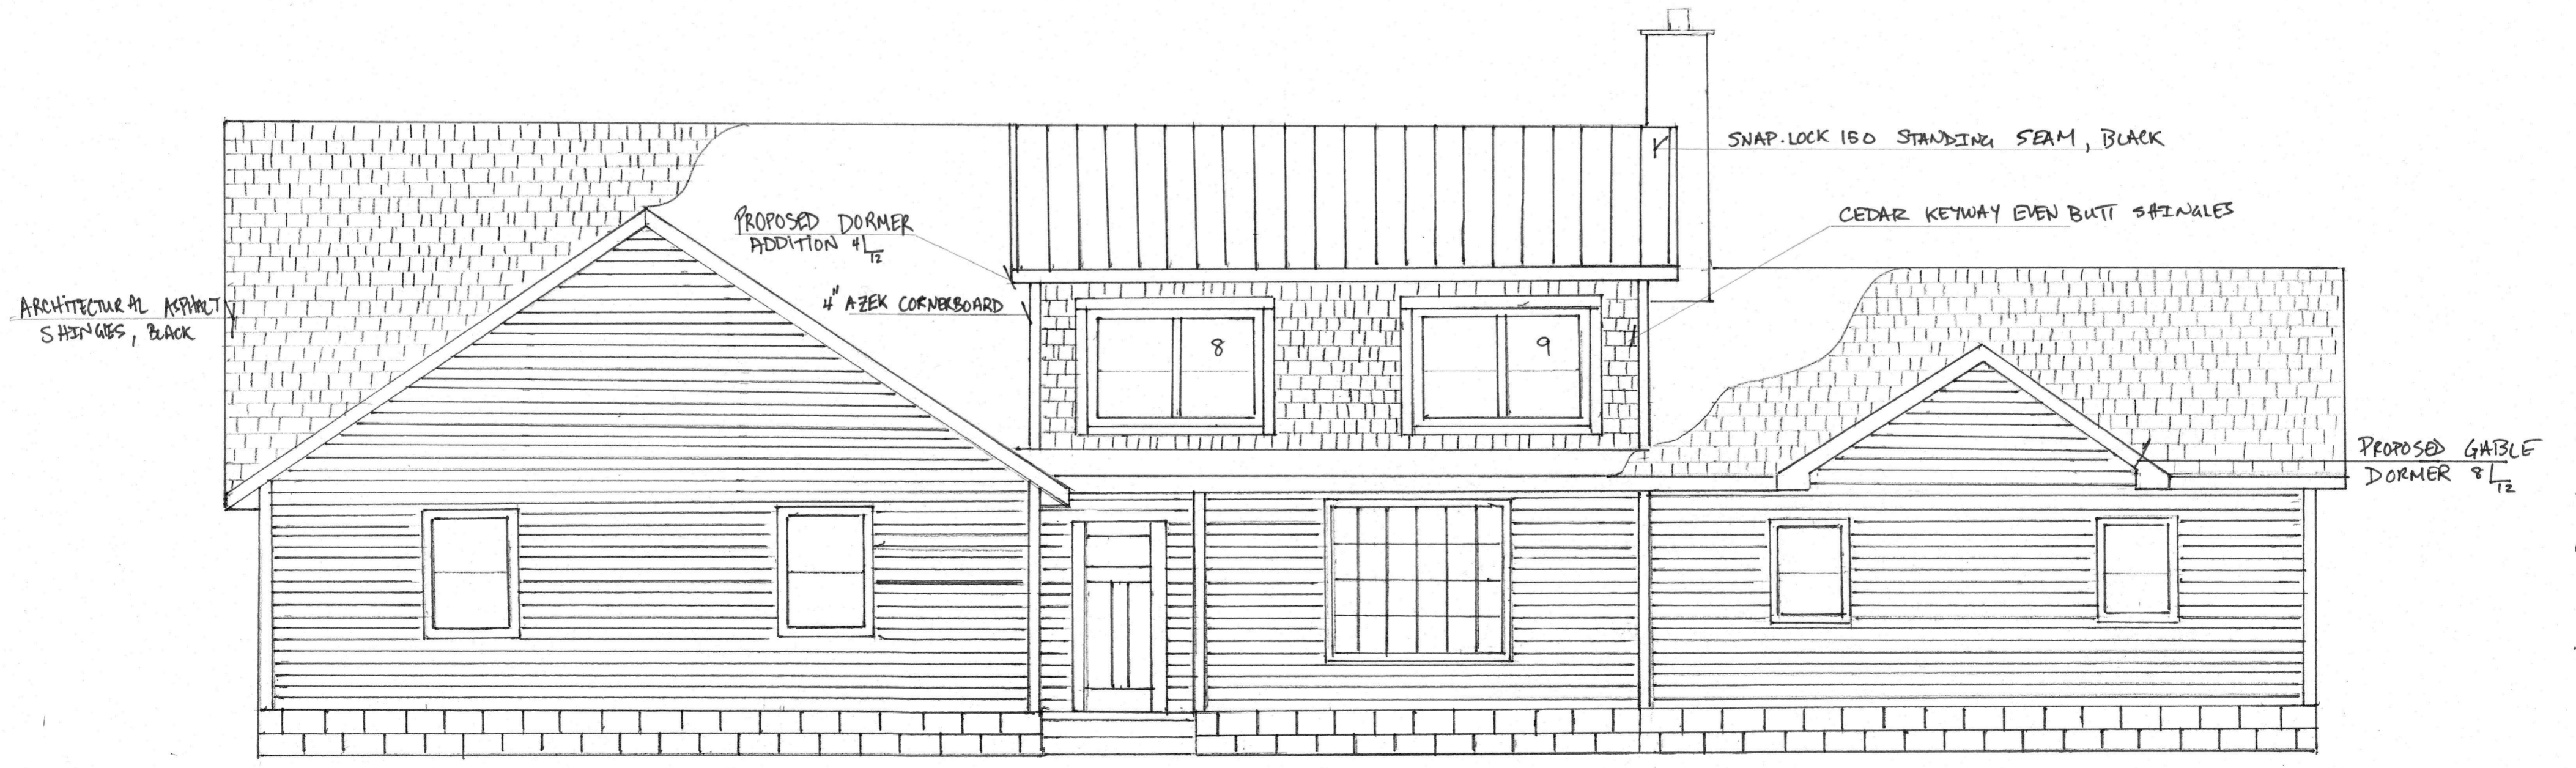 SNAP-LOCK 150 STANDING SEAM, BLACK
CEDAR KEYWAY EVEN BUTT SHINGLES
PROPOSED DORMER
ADDITION 4
12
4" AZEK CORNERBOARD
ARCHITECTURAL ASPHALT
SHINGLES, BLACK
8
9
PROPOSED GABLE
DORMER 8
12